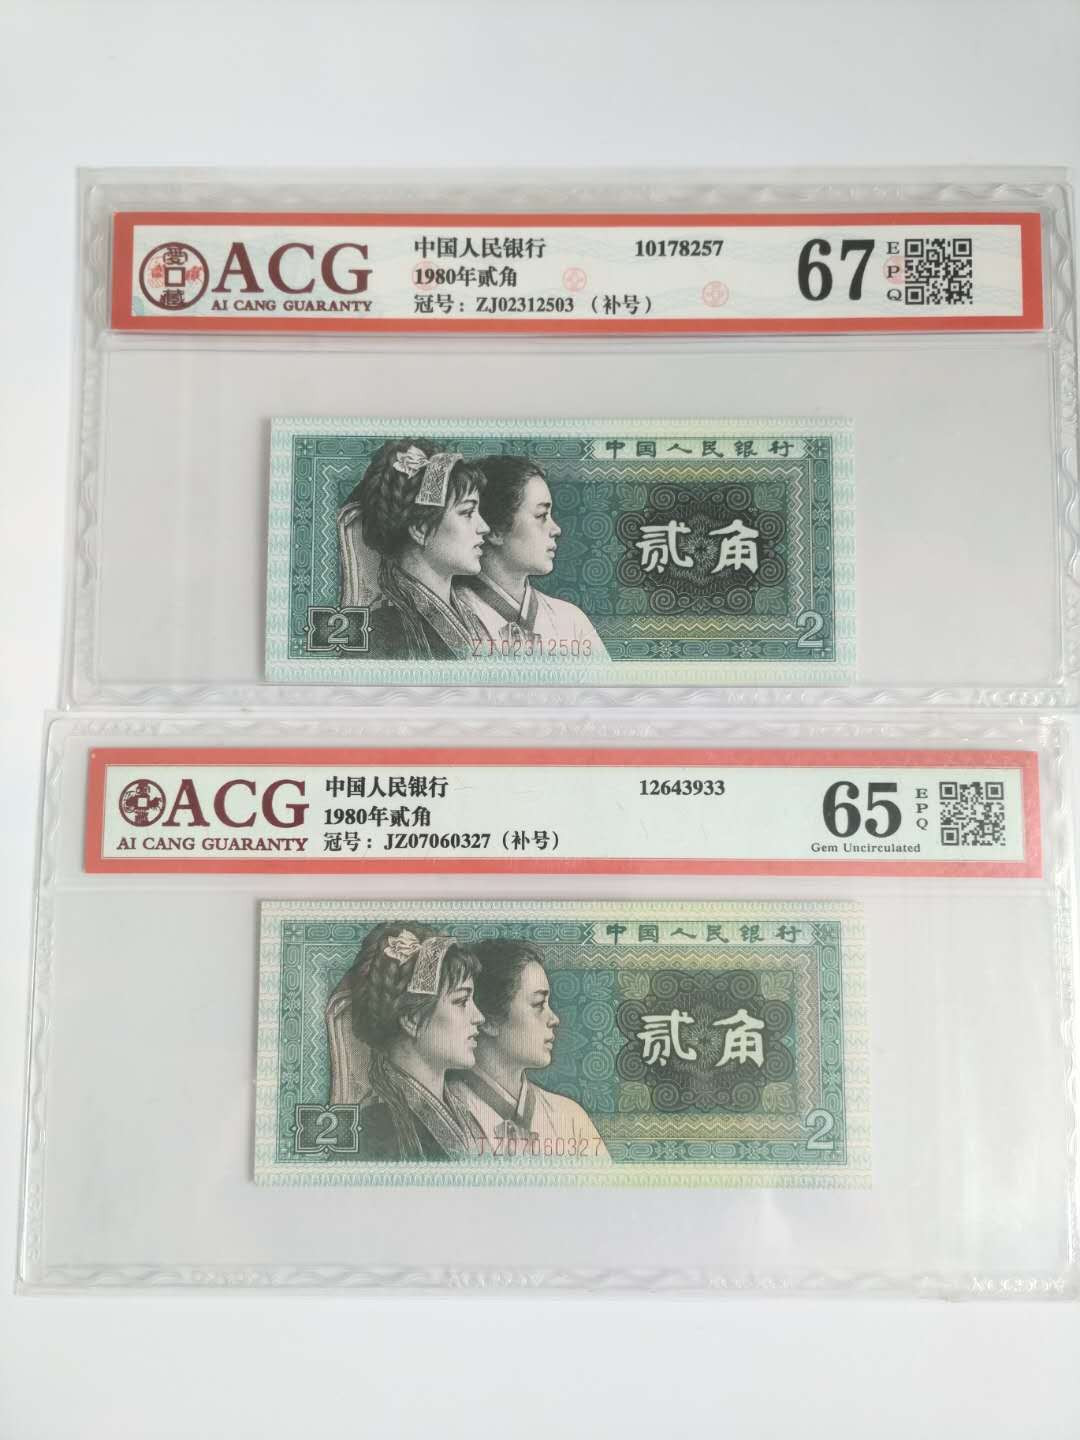 ACG
AI CANG GUARANTY
中国人民银行
1980年贰角
冠号：ZJ02312503（补号）
10178257
67
EPQ
中国人民银行
贰角
2
2
ZJ02312503
ACG
AI CANG GUARANTY
中国人民银行
1980年贰角
冠号：JZ07060327（补号）
12643933
65
Gem Uncirculated
EPQ
中国人民银行
贰角
2
2
JZ07060327